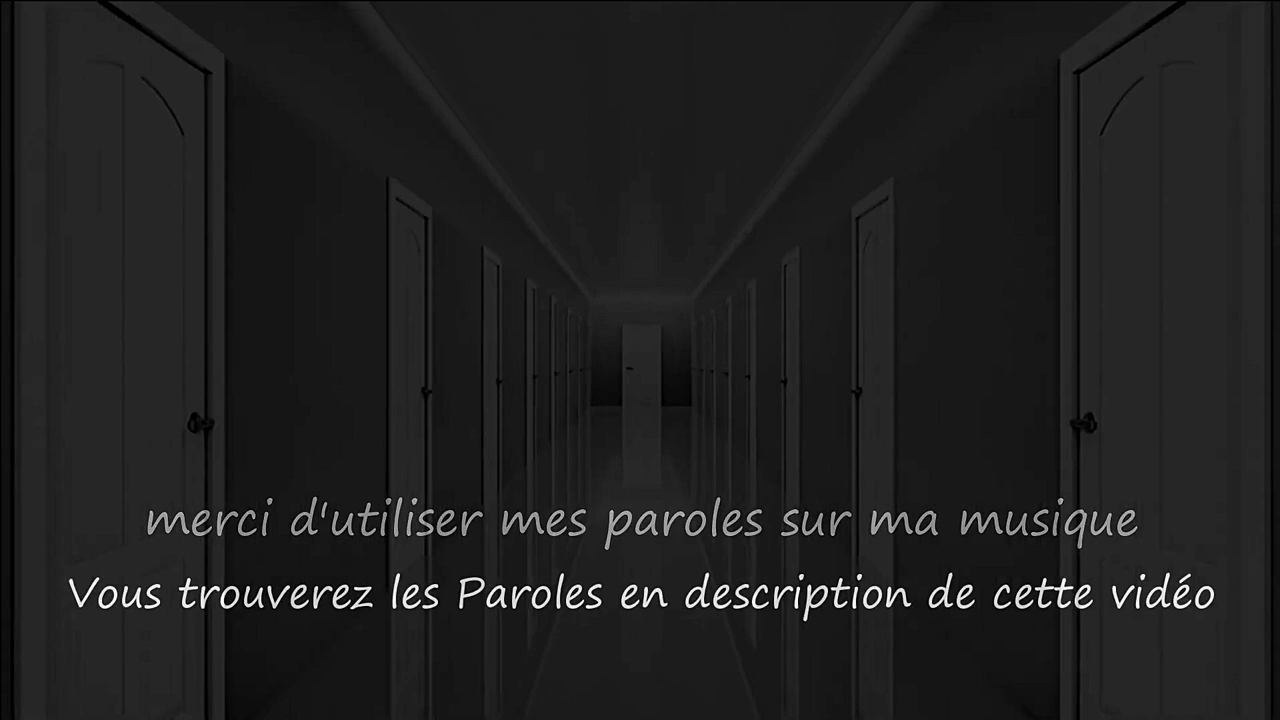 merci d'utiliser mes paroles sur ma musique
Vous trouverez les Paroles en description de cette vidéo